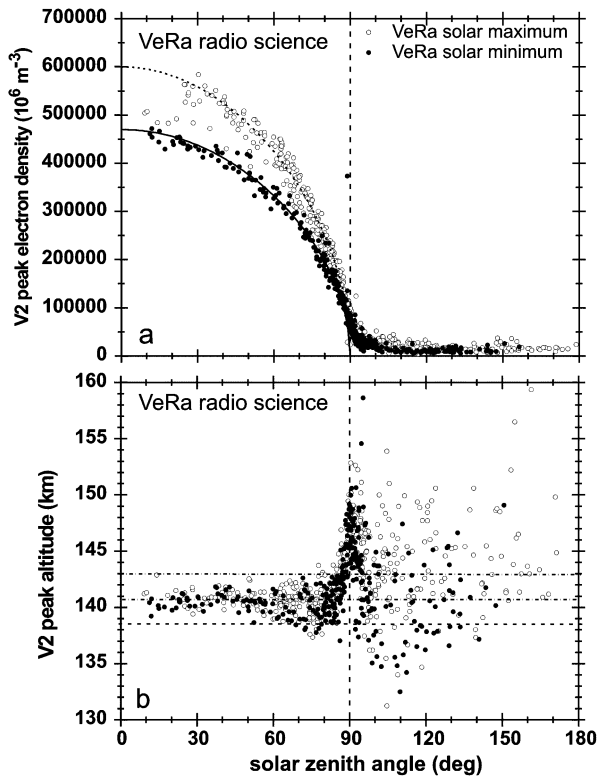 VeRa radio science
VeRa solar maximum
VeRa solar minimum
V2 peak electron density (10⁶ m⁻³)
700000
600000
500000
400000
300000
200000
100000
0
a
VeRa radio science
V2 peak altitude (km)
160
155
150
145
140
135
130
b
0 30 60 90 120 150 180
solar zenith angle (deg)